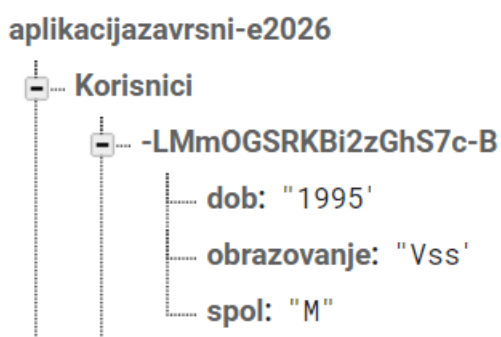 aplikacijazavrsni-e2026
Korisnici
-LMmOGSRKBi2zGhS7c-B
dob: "1995'
obrazovanje: "Vss'
spol: "M"